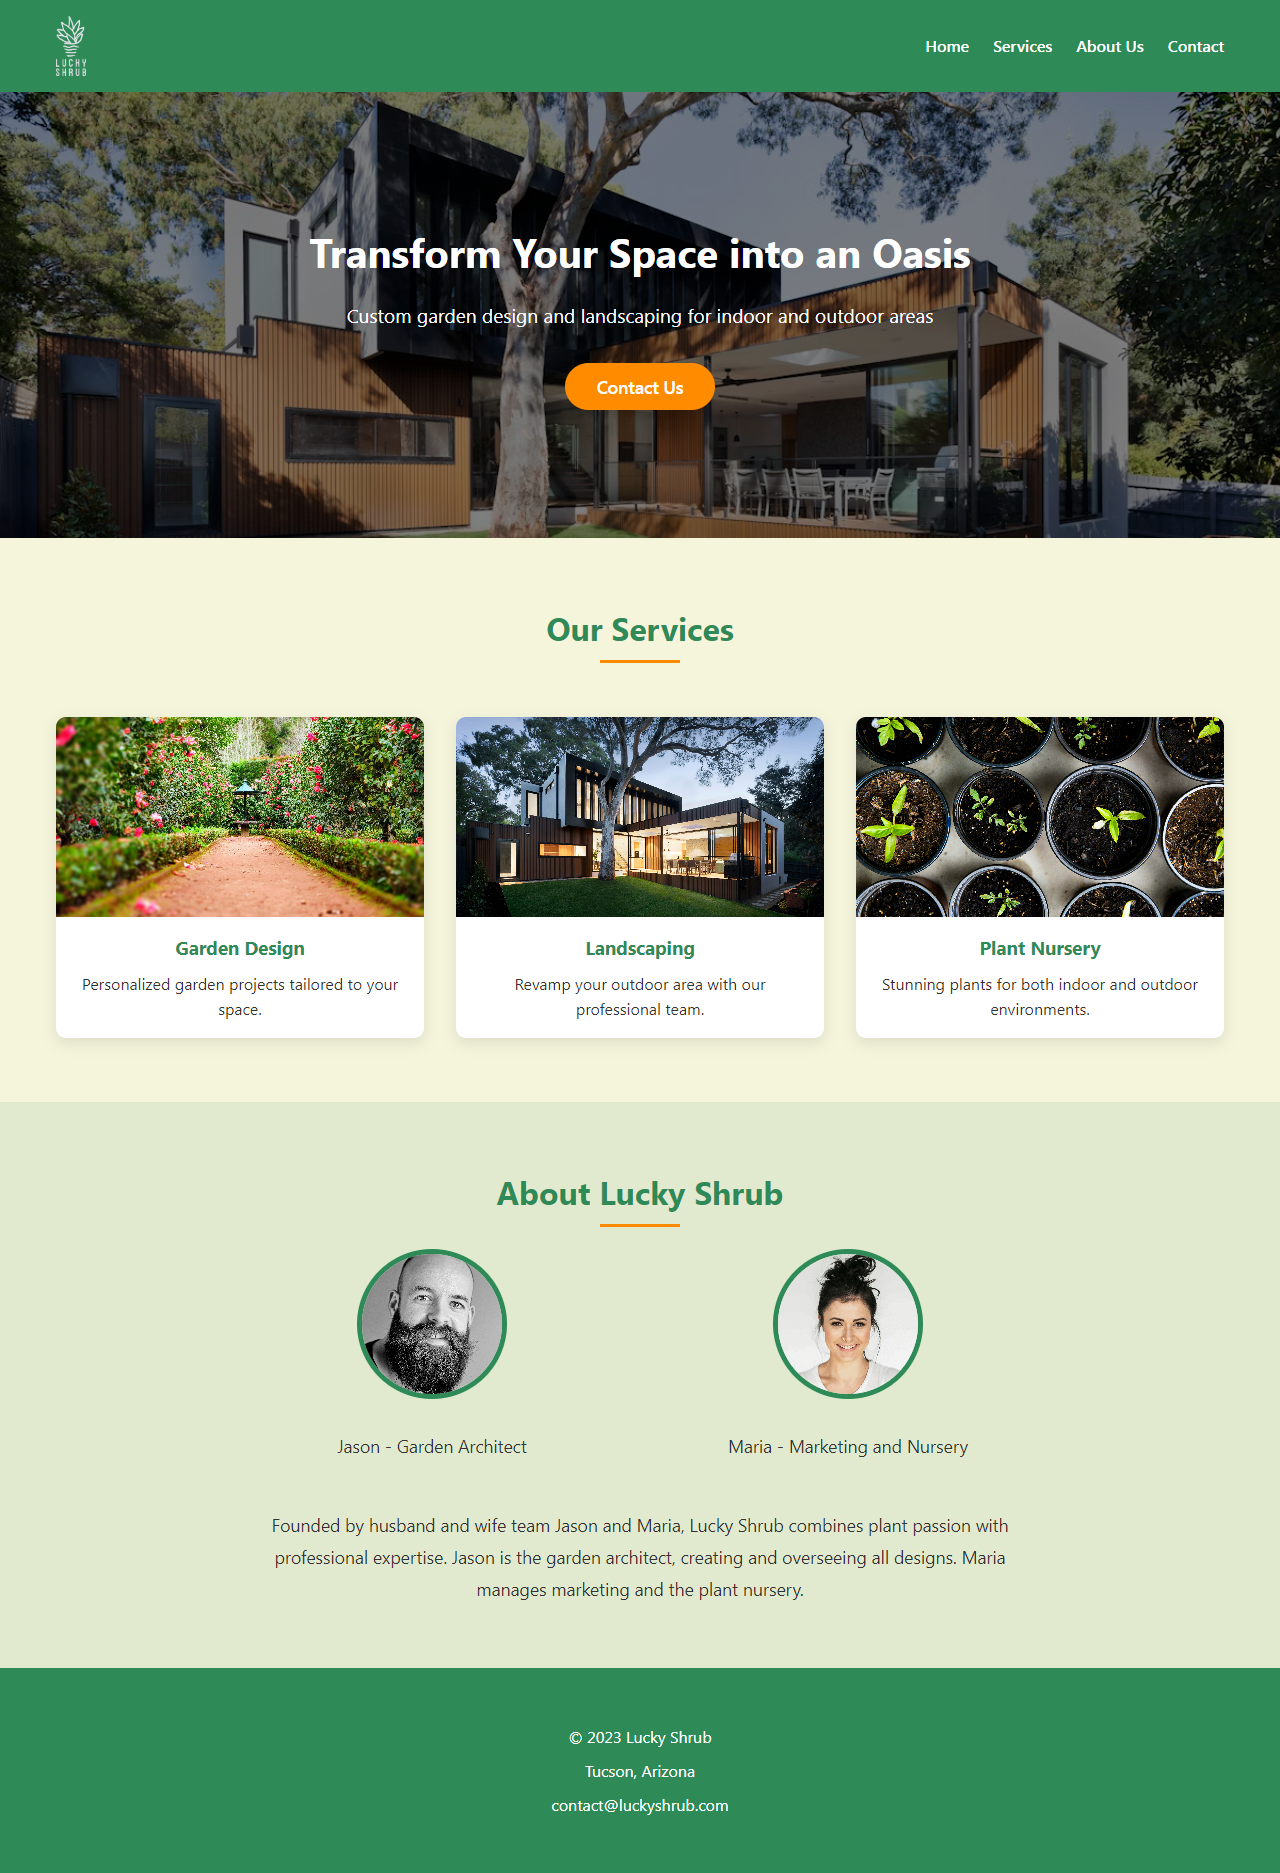 LUCKY
SHRUB
Home Services About Us Contact
Transform Your Space into an Oasis
Custom garden design and landscaping for indoor and outdoor areas
Contact Us
Our Services
Garden Design
Personalized garden projects tailored to your
space.
Landscaping
Revamp your outdoor area with our
professional team.
Plant Nursery
Stunning plants for both indoor and outdoor
environments.
About Lucky Shrub
Jason - Garden Architect
Maria - Marketing and Nursery
Founded by husband and wife team Jason and Maria, Lucky Shrub combines plant passion with
professional expertise. Jason is the garden architect, creating and overseeing all designs. Maria
manages marketing and the plant nursery.
© 2023 Lucky Shrub
Tucson, Arizona
contact@luckyshrub.com